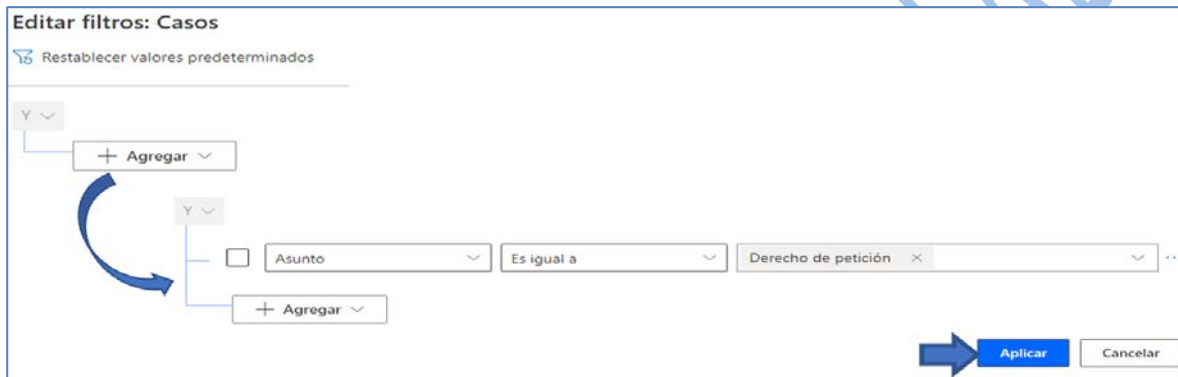 Editar filtros: Casos
Restablecer valores predeterminados
Y
+ Agregar
Y
Asunto Es igual a Derecho de petición ×
+ Agregar
Aplicar Cancelar